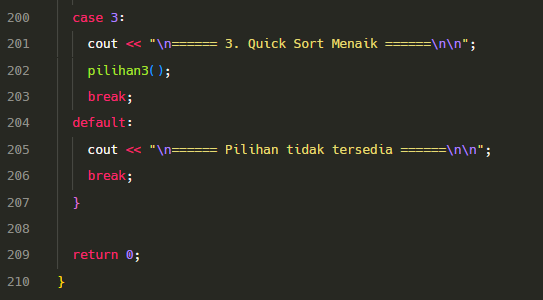 200 case 3:
201 cout << "\n====== 3. Quick Sort Menaik ======\n\n";
202 pilihan3();
203 break;
204 default:
205 cout << "\n====== Pilihan tidak tersedia ======\n\n";
206 break;
207 }
208
209 return 0;
210 }